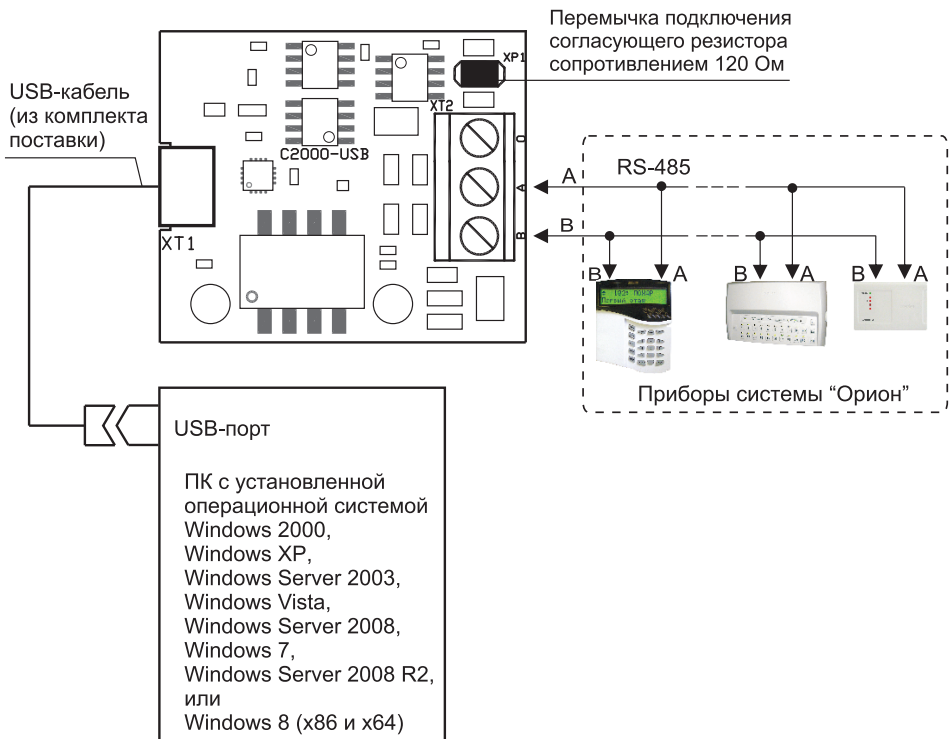 Перемычка подключения
согласующего резистора
сопротивлением 120 Ом
USB-кабель
(из комплекта
поставки)
XP1
XT2
C2000-USB
XT1
0
A
B
A
RS-485
B
B
A
B
A
B
A
Приборы системы “Орион”
USB-порт
ПК с установленной
операционной системой
Windows 2000,
Windows XP,
Windows Server 2003,
Windows Vista,
Windows Server 2008,
Windows 7,
Windows Server 2008 R2,
или
Windows 8 (x86 и x64)